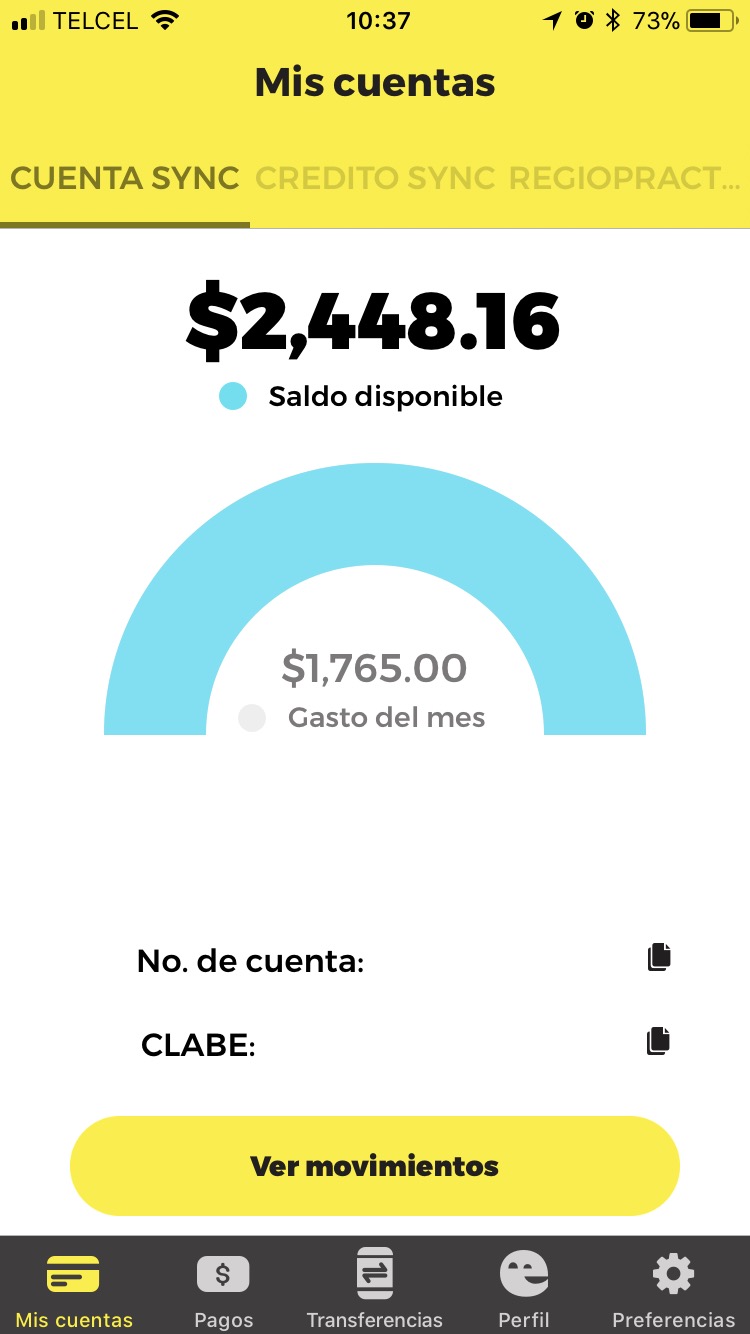 TELCEL 10:37 73%
Mis cuentas
CUENTA SYNC CREDITO SYNC REGIOPRACT...
$2,448.16
Saldo disponible
$1,765.00
Gasto del mes
No. de cuenta:
CLABE:
Ver movimientos
$
Mis cuentas Pagos Transferencias Perfil Preferencias